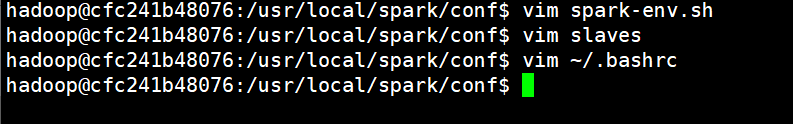 hadoop@cfc241b48076:/usr/local/spark/conf$ vim spark-env.sh
hadoop@cfc241b48076:/usr/local/spark/conf$ vim slaves
hadoop@cfc241b48076:/usr/local/spark/conf$ vim ~/.bashrc
hadoop@cfc241b48076:/usr/local/spark/conf$